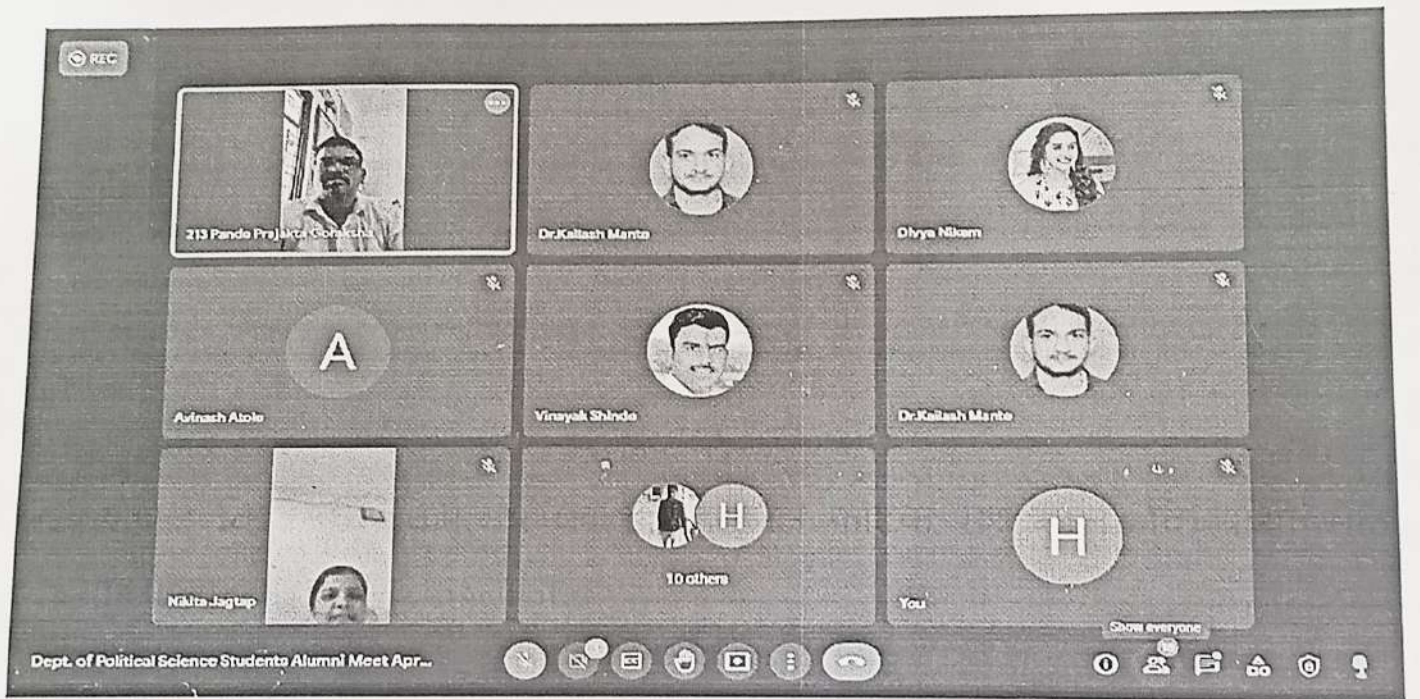 REC
213 Pande Prajakta Goraksha
Dr.Kailash Mante
Divya Nikam
A
Avinash Atole
Vinayak Shinde
Dr.Kailash Mante
Nikita Jagtap
H
10 others
H
You
Show everyone
Dept. of Political Science Students Alumni Meet Apr...